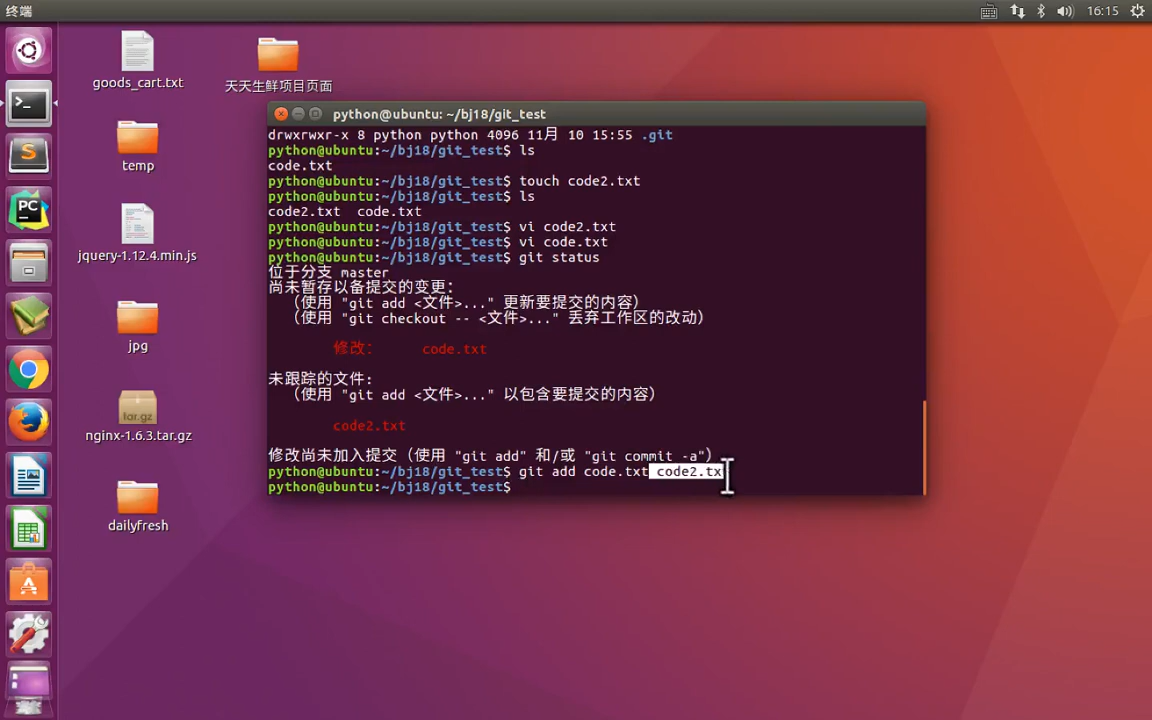 终端
16:15
goods_cart.txt
天天生鲜项目页面
temp
jquery-1.12.4.min.js
jpg
tar.gz
nginx-1.6.3.tar.gz
dailyfresh
python@ubuntu: ~/bj18/git_test
drwxrwxr-x 8 python python 4096 11月 10 15:55 .git
python@ubuntu:~/bj18/git_test$ ls
code.txt
python@ubuntu:~/bj18/git_test$ touch code2.txt
python@ubuntu:~/bj18/git_test$ ls
code2.txt  code.txt
python@ubuntu:~/bj18/git_test$ vi code2.txt
python@ubuntu:~/bj18/git_test$ vi code.txt
python@ubuntu:~/bj18/git_test$ git status
位于分支 master
尚未暂存以备提交的变更:
（使用 "git add <文件>..." 更新要提交的内容）
（使用 "git checkout -- <文件>..." 丢弃工作区的改动）
修改:      code.txt
未跟踪的文件:
（使用 "git add <文件>..." 以包含要提交的内容）
code2.txt
修改尚未加入提交（使用 "git add" 和/或 "git commit -a"）
python@ubuntu:~/bj18/git_test$ git add code.txt code2.tx
python@ubuntu:~/bj18/git_test$
PC